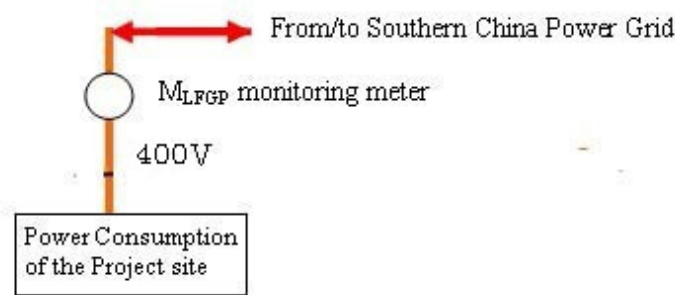 From/to Southern China Power Grid
MLFGP monitoring meter
400V
Power Consumption
of the Project site